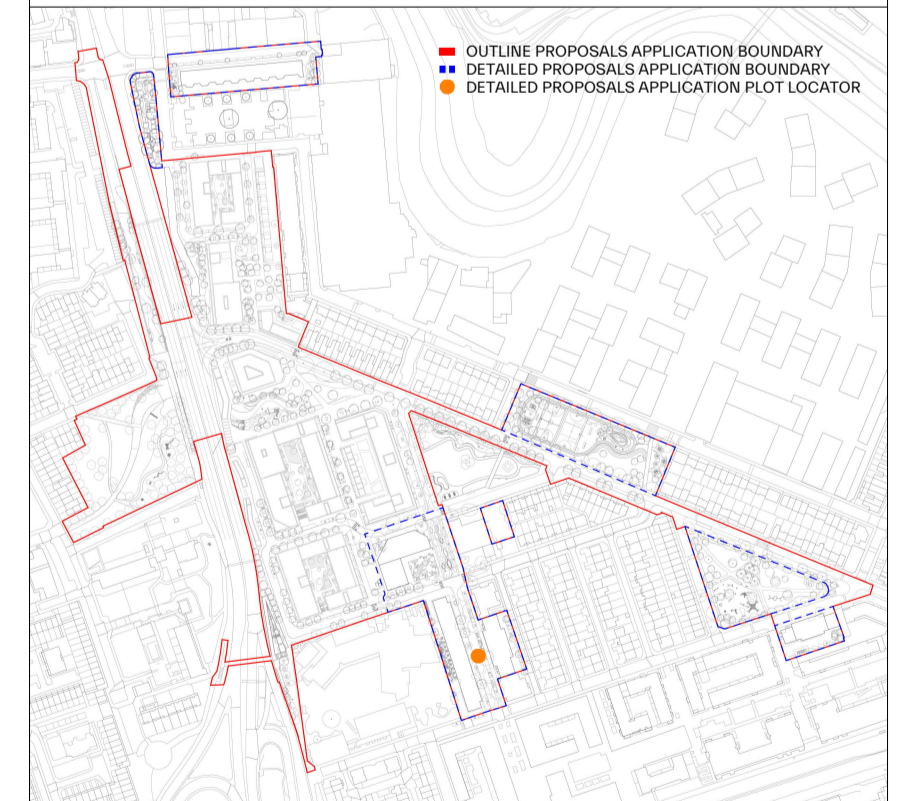 OUTLINE PROPOSALS APPLICATION BOUNDARY
DETAILED PROPOSALS APPLICATION BOUNDARY
DETAILED PROPOSALS APPLICATION PLOT LOCATOR